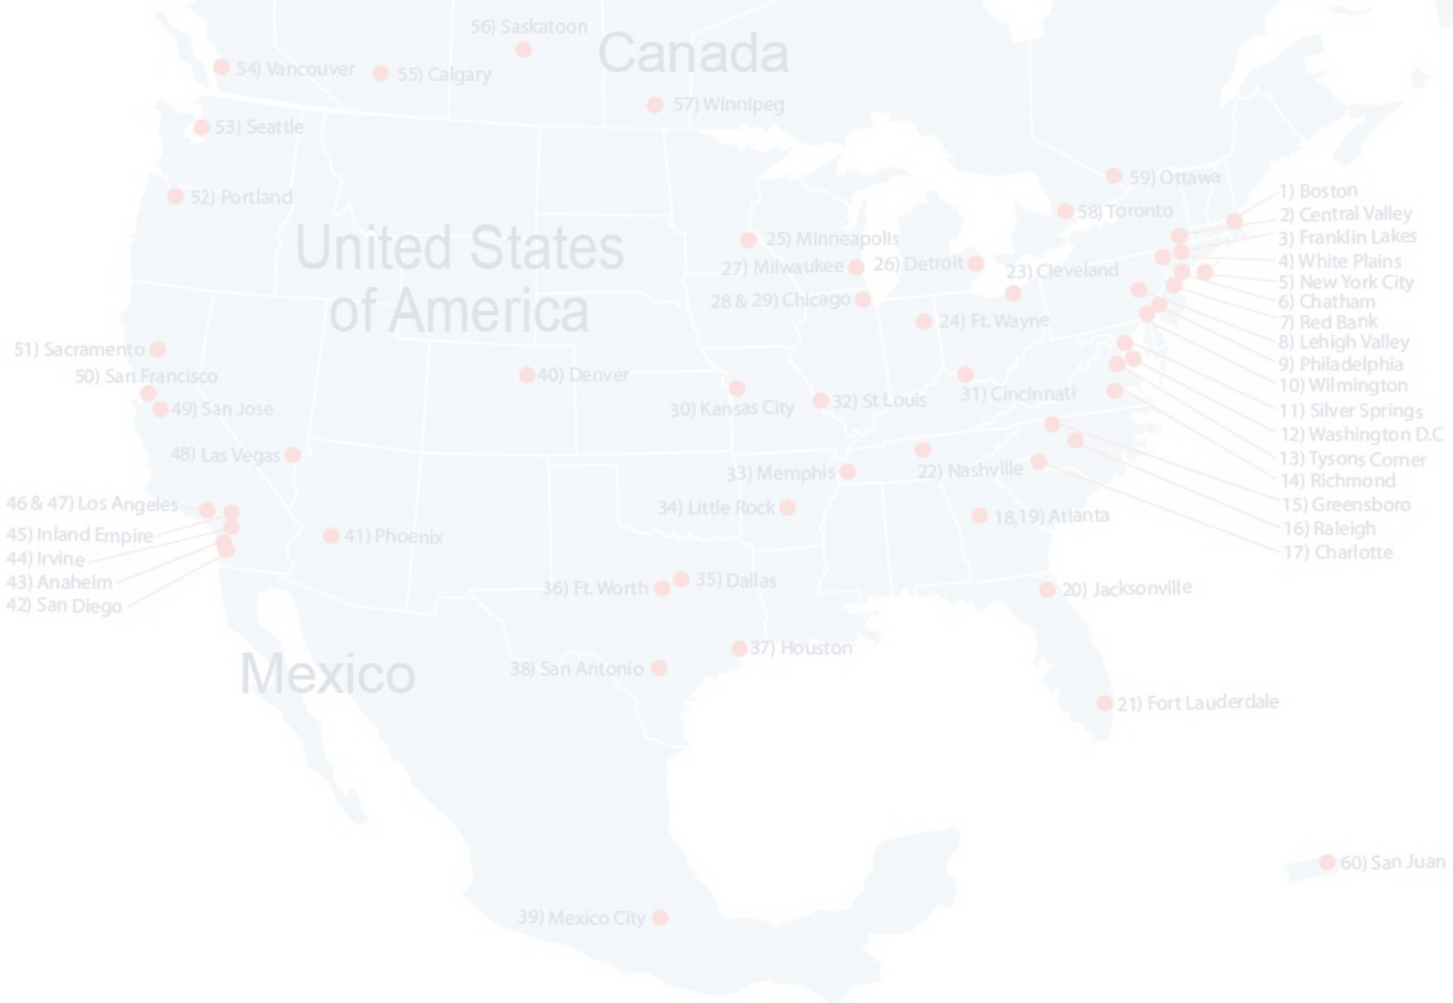 56) Saskatoon
Canada
54) Vancouver
55) Calgary
57) Winnipeg
53) Seattle
59) Ottawa
52) Portland
58) Toronto
1) Boston
2) Central Valley
3) Franklin Lakes
4) White Plains
5) New York City
6) Chatham
7) Red Bank
8) Lehigh Valley
9) Philadelphia
10) Wilmington
11) Silver Springs
12) Washington D.C
13) Tysons Corner
14) Richmond
15) Greensboro
16) Raleigh
17) Charlotte
United States
of America
25) Minneapolis
27) Milwaukee
26) Detroit
23) Cleveland
28 & 29) Chicago
24) Ft. Wayne
51) Sacramento
50) San Francisco
49) San Jose
40) Denver
30) Kansas City
32) St Louis
31) Cincinnati
48) Las Vegas
33) Memphis
22) Nashville
46 & 47) Los Angeles
45) Inland Empire
44) Irvine
43) Anaheim
42) San Diego
41) Phoenix
34) Little Rock
18,19) Atlanta
36) Ft. Worth
35) Dallas
20) Jacksonville
37) Houston
38) San Antonio
Mexico
21) Fort Lauderdale
60) San Juan
39) Mexico City